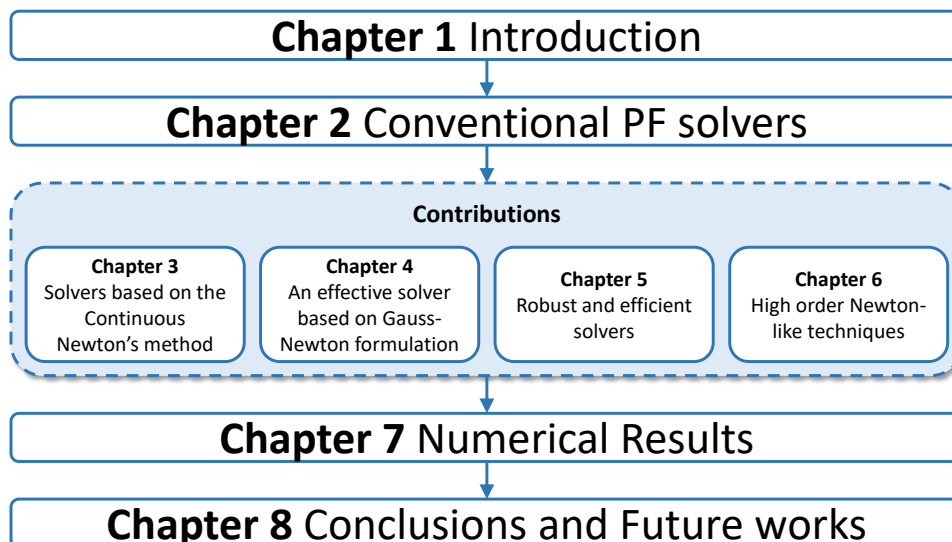 Chapter 1 Introduction
Chapter 2 Conventional PF solvers
Contributions
Chapter 3
Solvers based on the
Continuous
Newton’s method
Chapter 4
An effective solver
based on Gauss-
Newton formulation
Chapter 5
Robust and efficient
solvers
Chapter 6
High order Newton-
like techniques
Chapter 7 Numerical Results
Chapter 8 Conclusions and Future works